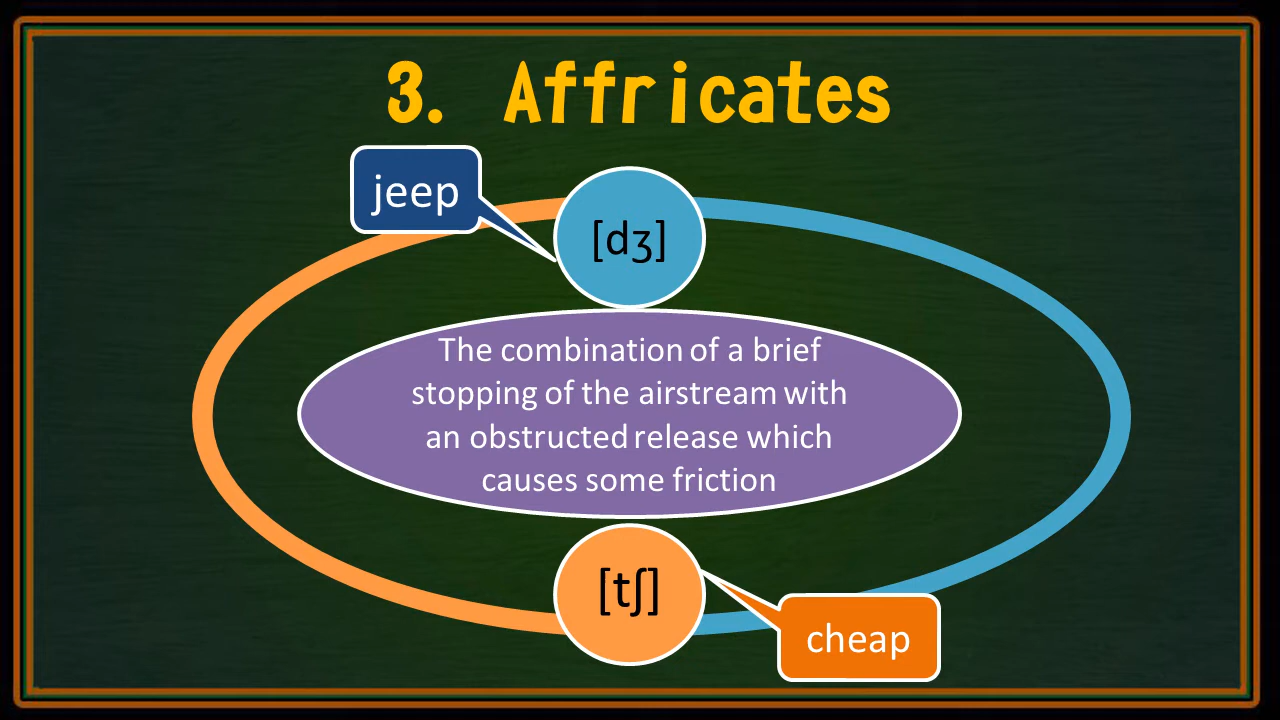 3. Affricates
jeep
[dʒ]
The combination of a brief
stopping of the airstream with
an obstructed release which
causes some friction
[tʃ]
cheap